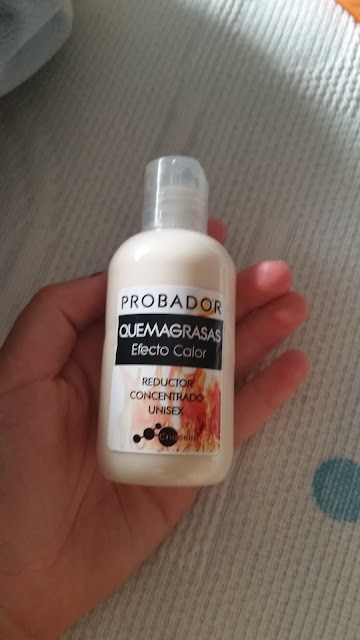 PROBADOR
QUEMAGRASAS
Efecto Calor
REDUCTOR
CONCENTRADO
UNISEX